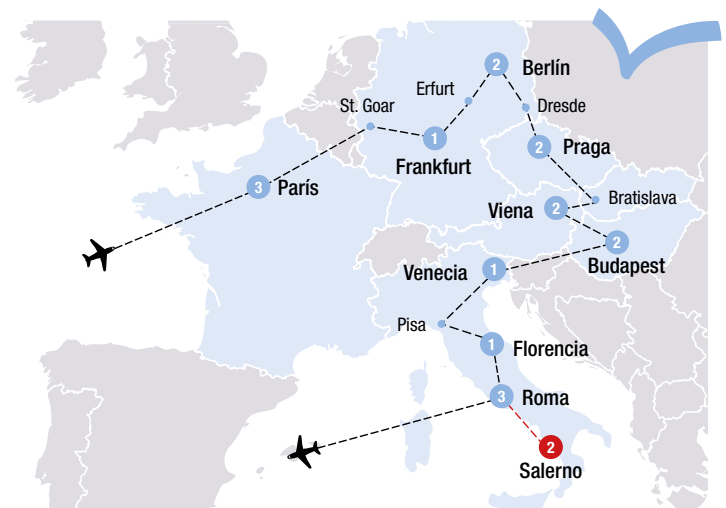 2 Berlín
Erfurt
St. Goar
Dresde
1
Frankfurt
2 Praga
3 París
Bratislava
Viena 2
2
Budapest
Venecia 1
Pisa
1 Florencia
3 Roma
2
Salerno